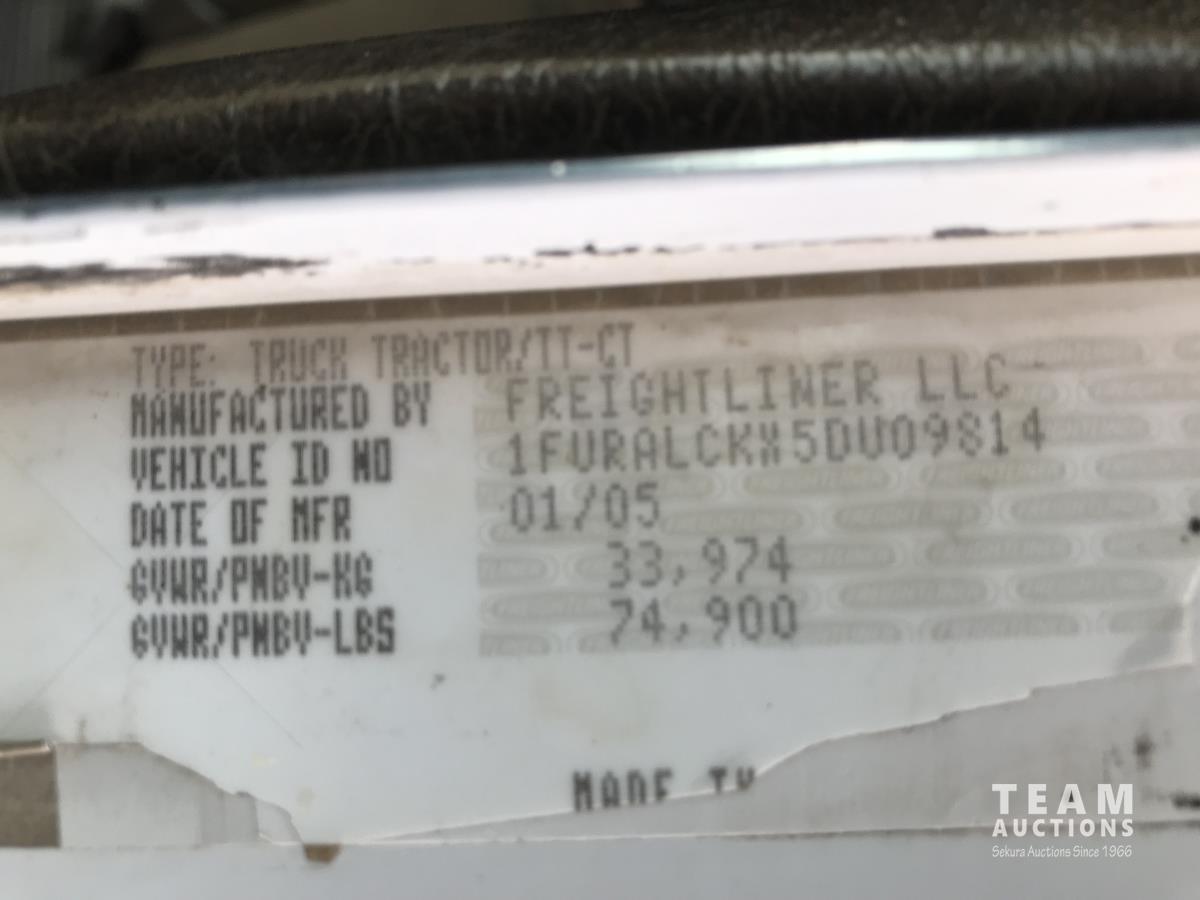 TYPE: TRUCK TRACTOR/TT-CT
MANUFACTURED BY FREIGHTLINER LLC
VEHICLE ID NO 1FURALCKX5DU09814
DATE OF MFR 01/05
GVWR/PNBV-KG 33,974
GVWR/PNBV-LBS 74,900
MADE IN
TEAM
AUCTIONS
Sekura Auctions Since 1966